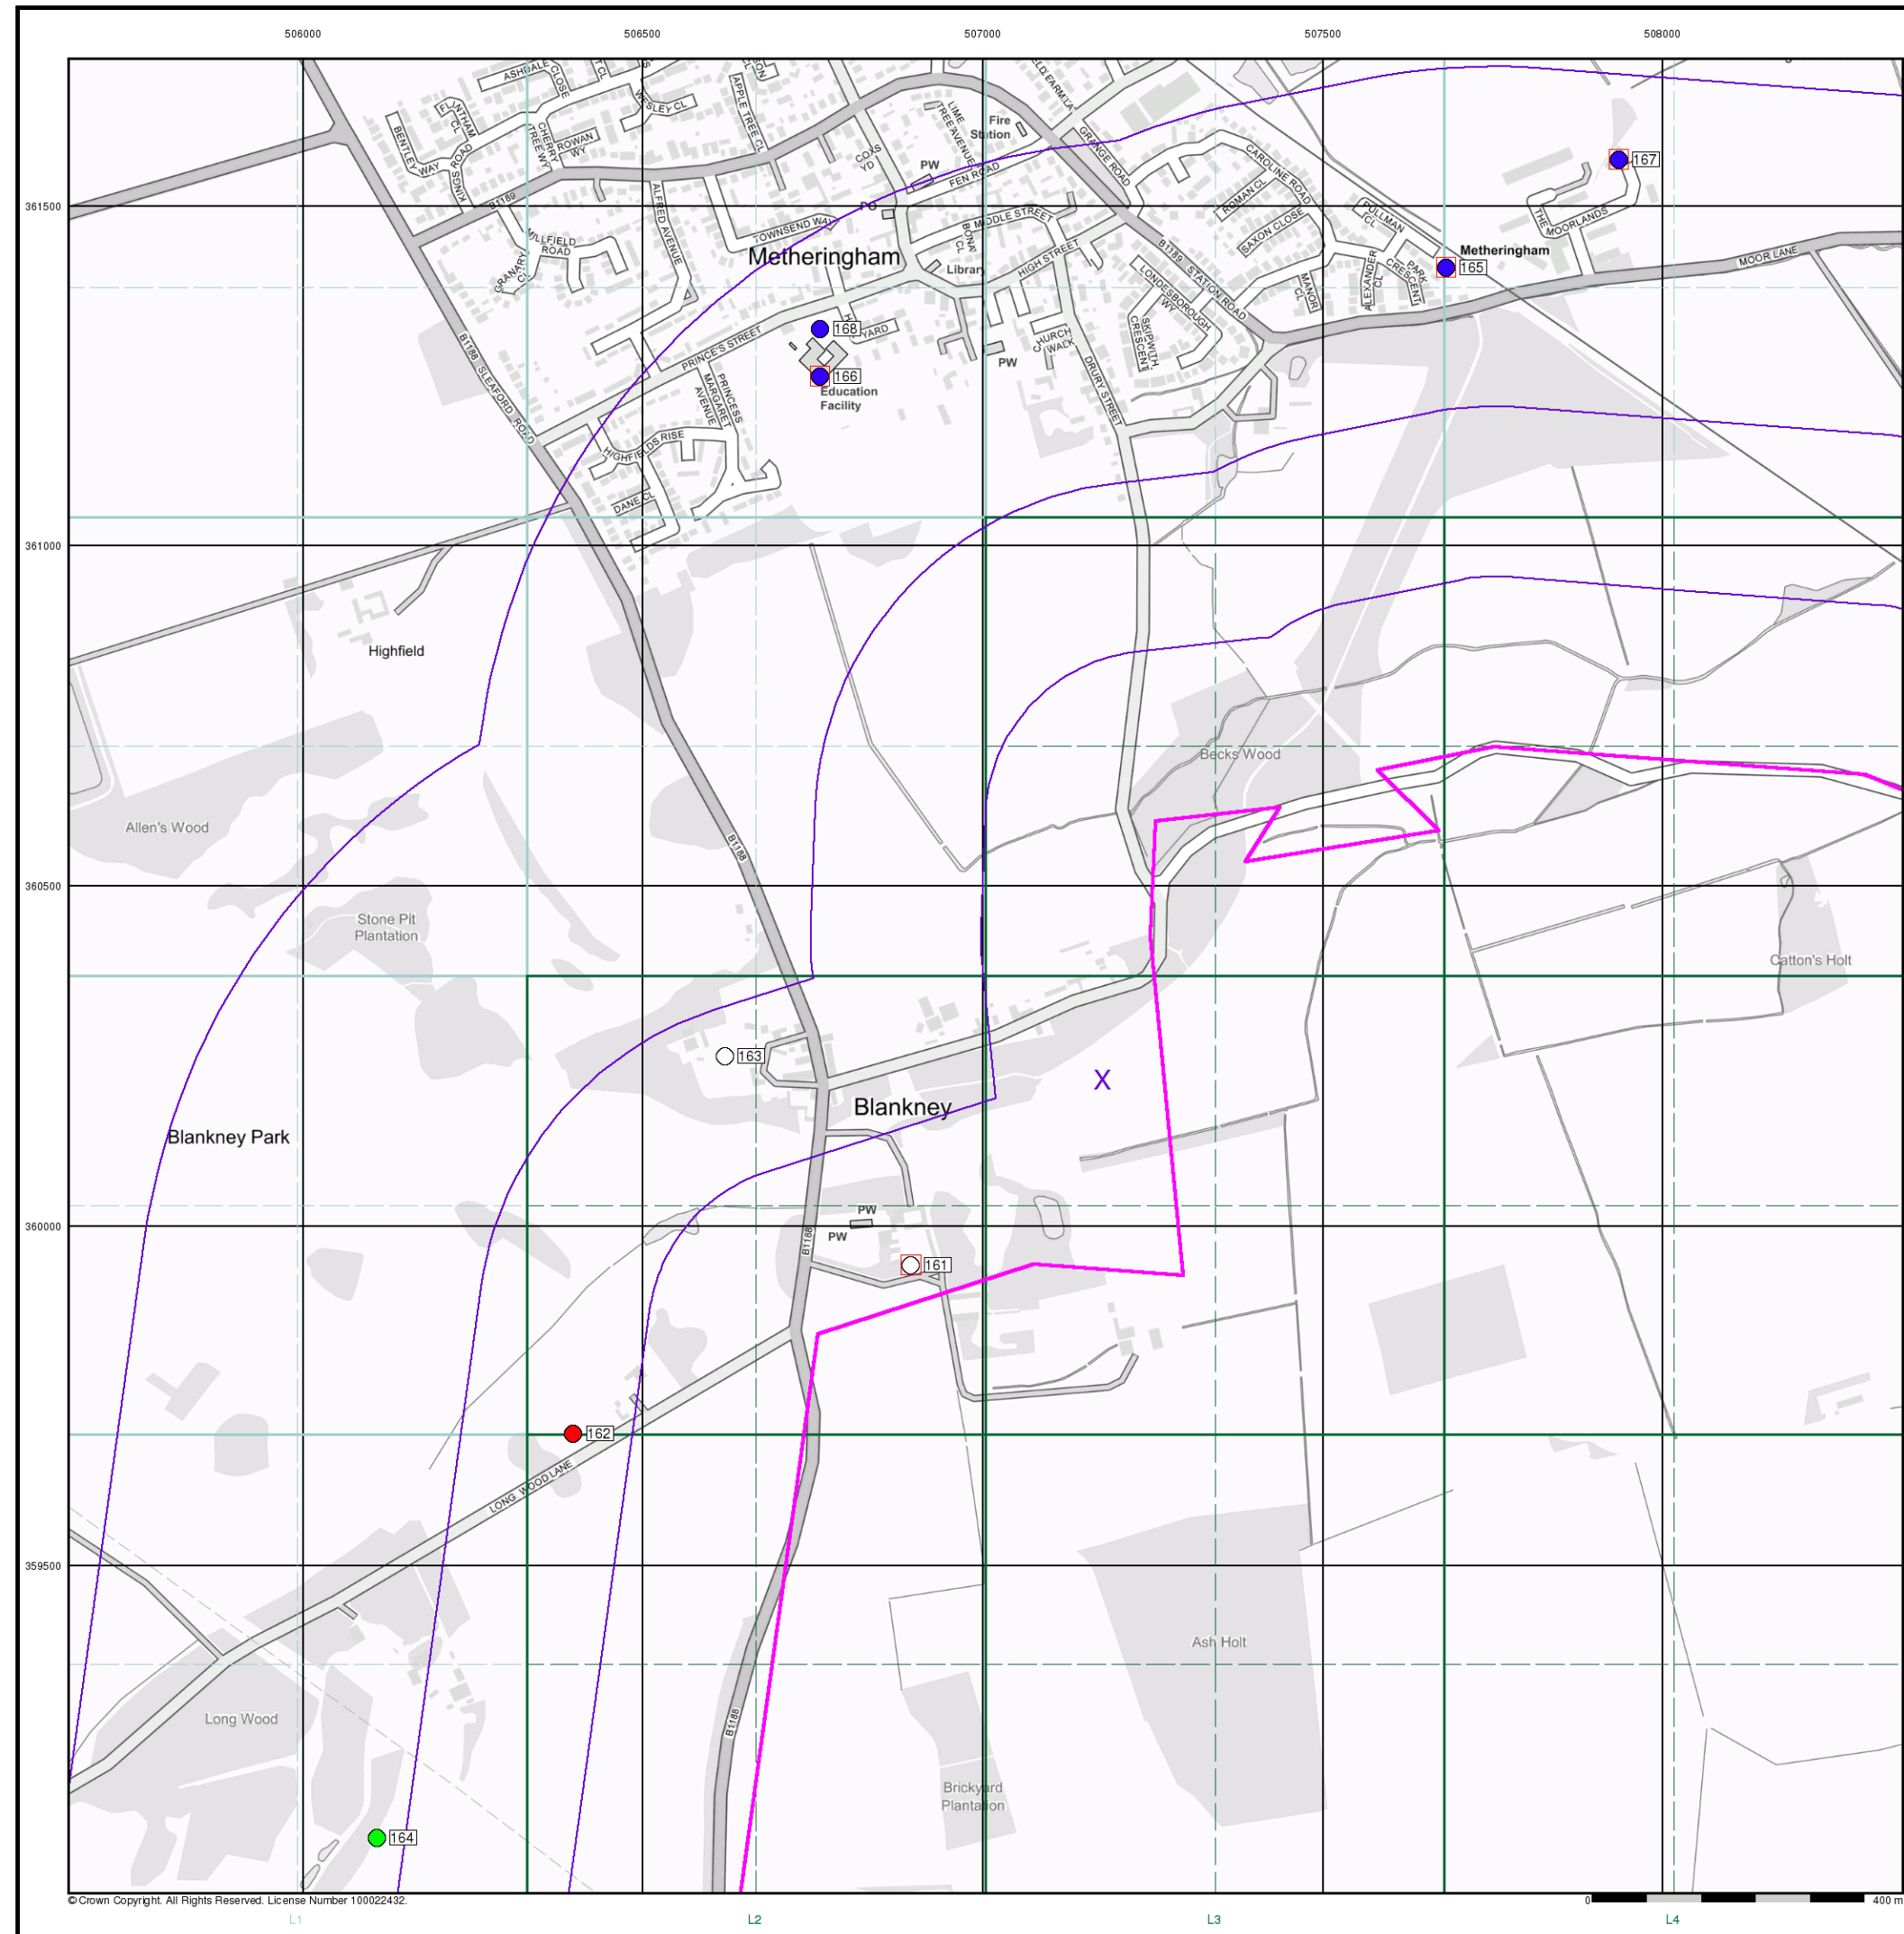 506000 506500 507000 507500 508000
ASHDALE
CLOSE
WESLEY CL
APPLE TREE CL
BENTLEY
WAY
KINGS
ROAD
CHERRY
TREE WY
ROWAN
WY
LIME
TREE AVENUE
COXS
YD
Fire
Station
PW
FEN ROAD
GRANGE ROAD
CAROLINE ROAD
ROMAN CL
SAXON CLOSE
PULLMAN
CL
167
THE
MOORLANDS
361500
B1189
ALFRED AVENUE
PO
MIDDLE STREET
TOWNSEND WAY
MILLFIELD
ROAD
GRANARY
Metheringham
Library
HIGH STREET
B1189 STATION ROAD
LONDESBOROUGH
WY
MANOR
CL
ALEXANDER
CL
PARK
CRESCENT
Metheringham
165
MOOR LANE
168
YARD
PRINCE'S STREET
166
Education
Facility
CHURCH
WALK
PW
SKIPWITH
CRESCENT
DRURY STREET
B1188 SLEAFORD ROAD
PRINCESS
MARGARET
AVENUE
HIGHFIELDS RISE
DANE CL
361000
Highfield
Becks Wood
Allen's Wood
B1188
360500
Stone Pit
Plantation
Catton's Holt
163
X
Blankney
Blankney Park
360000
PW
PW
B1188
161
162
LONG WOOD LANE
359500
Ash Holt
Long Wood
B1188
Brickyard
Plantation
164
© Crown Copyright. All Rights Reserved. License Number 100022432.
0 400 m
L1 L2 L3 L4